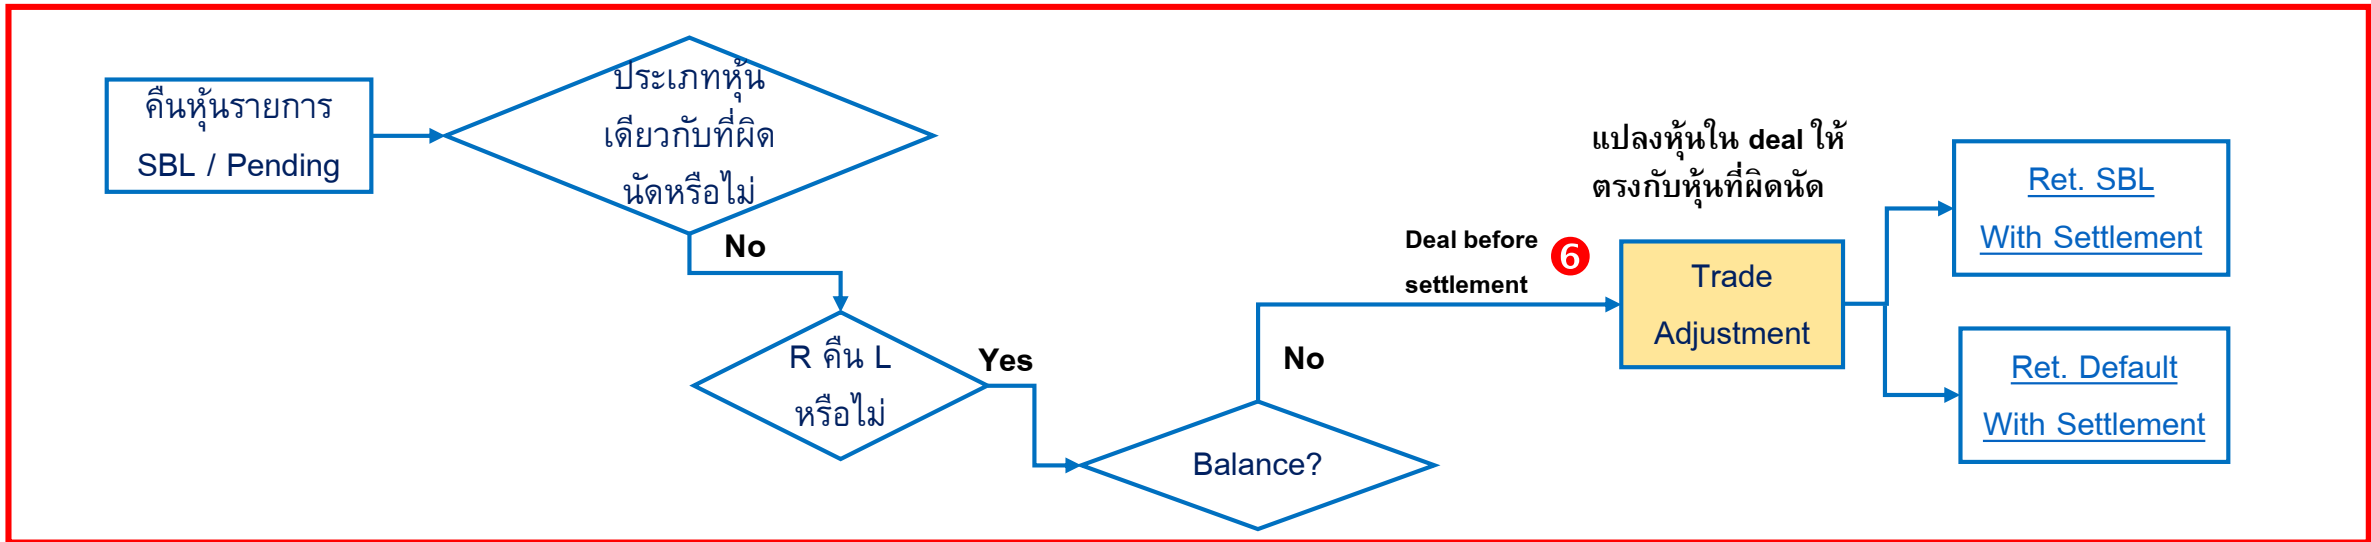 คืนหุ้นรายการ
SBL / Pending
ประเภทหุ้น
เดียวกับที่ผิด
นัดหรือไม่
No
R คืน L
หรือไม่
Yes
Balance?
No
Deal before
settlement
6
แปลงหุ้นใน deal ให้
ตรงกับหุ้นที่ผิดนัด
Trade
Adjustment
Ret. SBL
With Settlement
Ret. Default
With Settlement